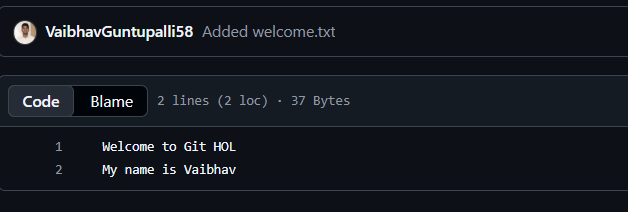 VaibhavGuntupalli58 Added welcome.txt
Code Blame 2 lines (2 loc) · 37 Bytes
1 Welcome to Git HOL
2 My name is Vaibhav